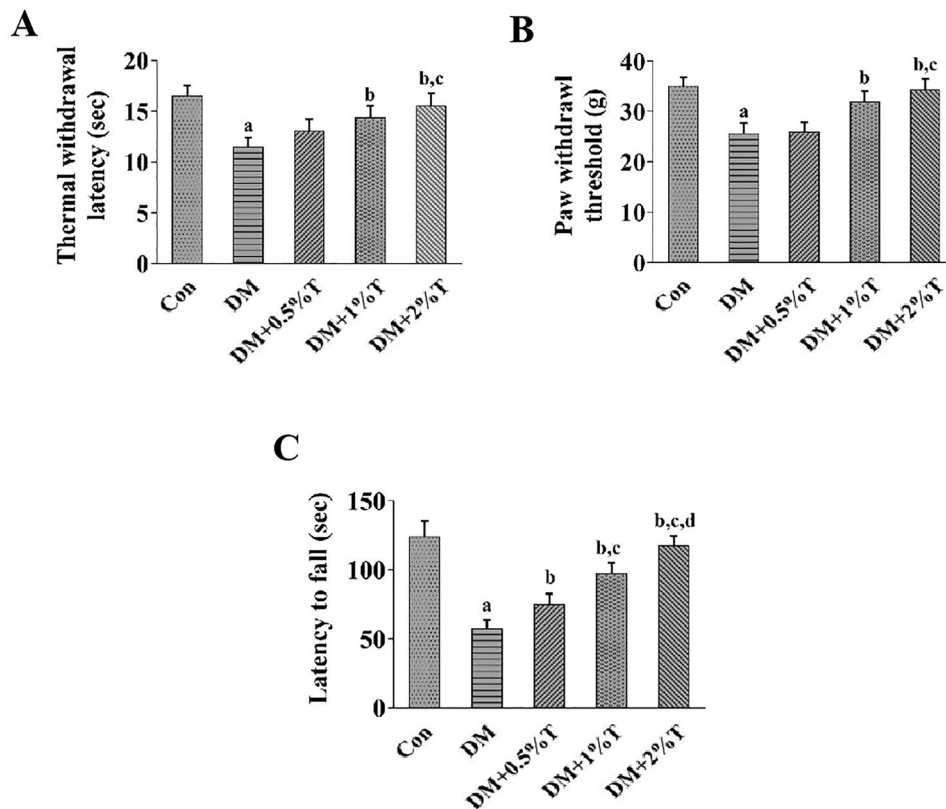 A
Thermal withdrawal
latency (sec)
20
15
10
5
0
a
b
b,c
Con
DM
DM+0.5%T
DM+1%T
DM+2%T
B
Paw withdrawl
threshold (g)
40
30
20
10
0
a
b
b,c
Con
DM
DM+0.5%T
DM+1%T
DM+2%T
C
Latency to fall (sec)
150
100
50
0
a
b
b,c
b,c,d
Con
DM
DM+0.5%T
DM+1%T
DM+2%T